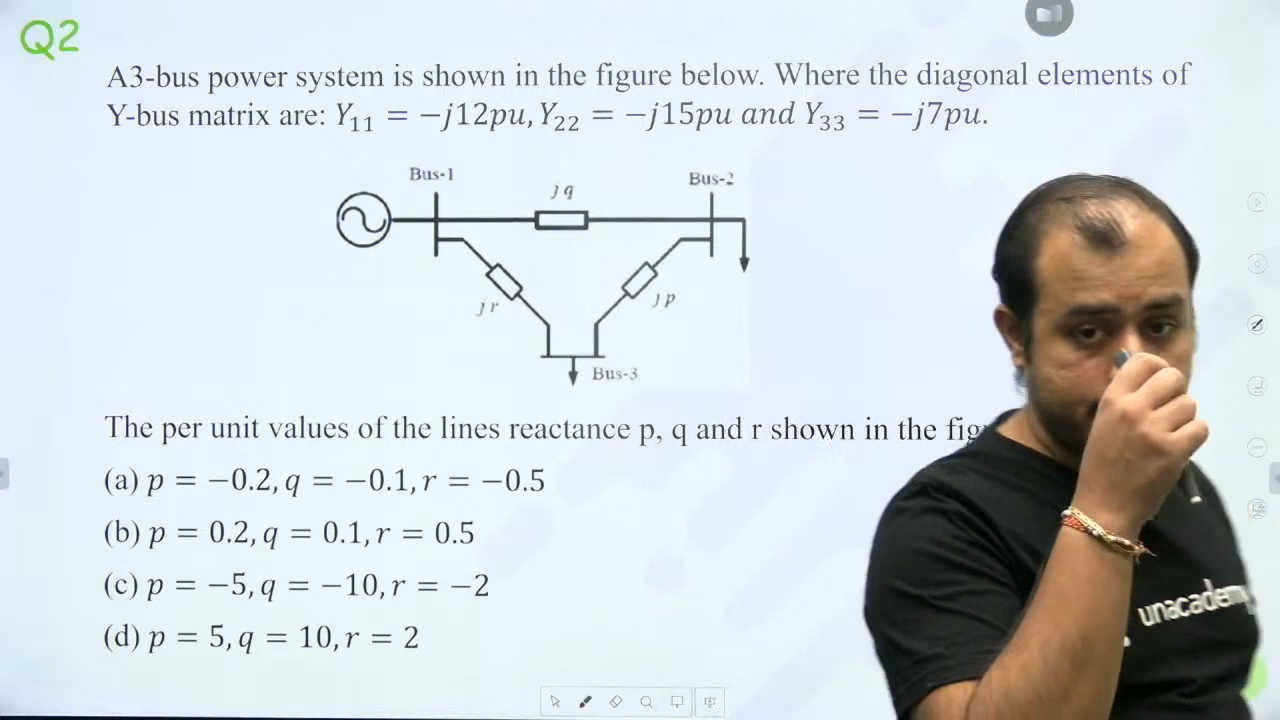 Q2
A3-bus power system is shown in the figure below. Where the diagonal elements of
Y-bus matrix are: Y₁₁ = −j12pu, Y₂₂ = −j15pu and Y₃₃ = −j7pu.
Bus-1
Bus-2
j q
j r
j p
Bus-3
The per unit values of the lines reactance p, q and r shown in the
(a) p = −0.2, q = −0.1, r = −0.5
(b) p = 0.2, q = 0.1, r = 0.5
(c) p = −5, q = −10, r = −2
(d) p = 5, q = 10, r = 2
unacademy